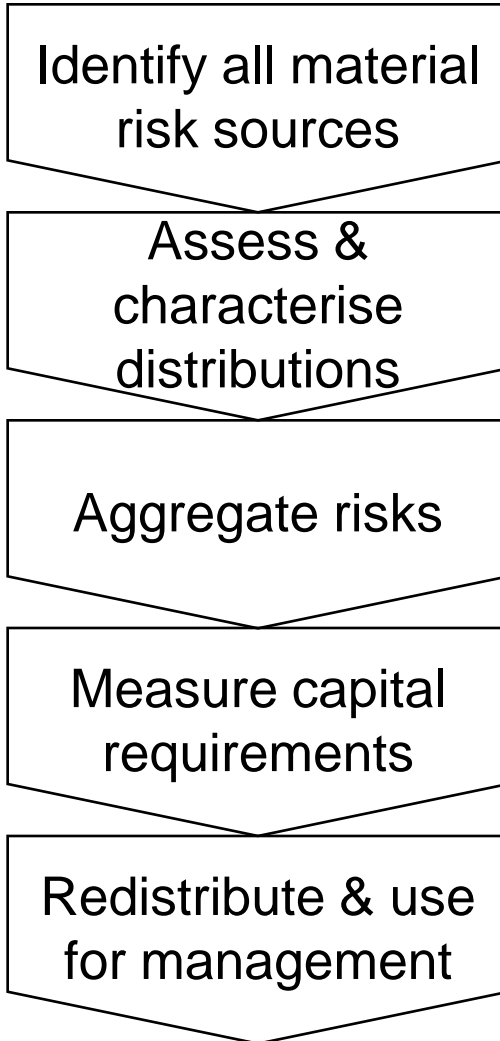 Identify all material
risk sources
Assess &
characterise
distributions
Aggregate risks
Measure capital
requirements
Redistribute & use
for management